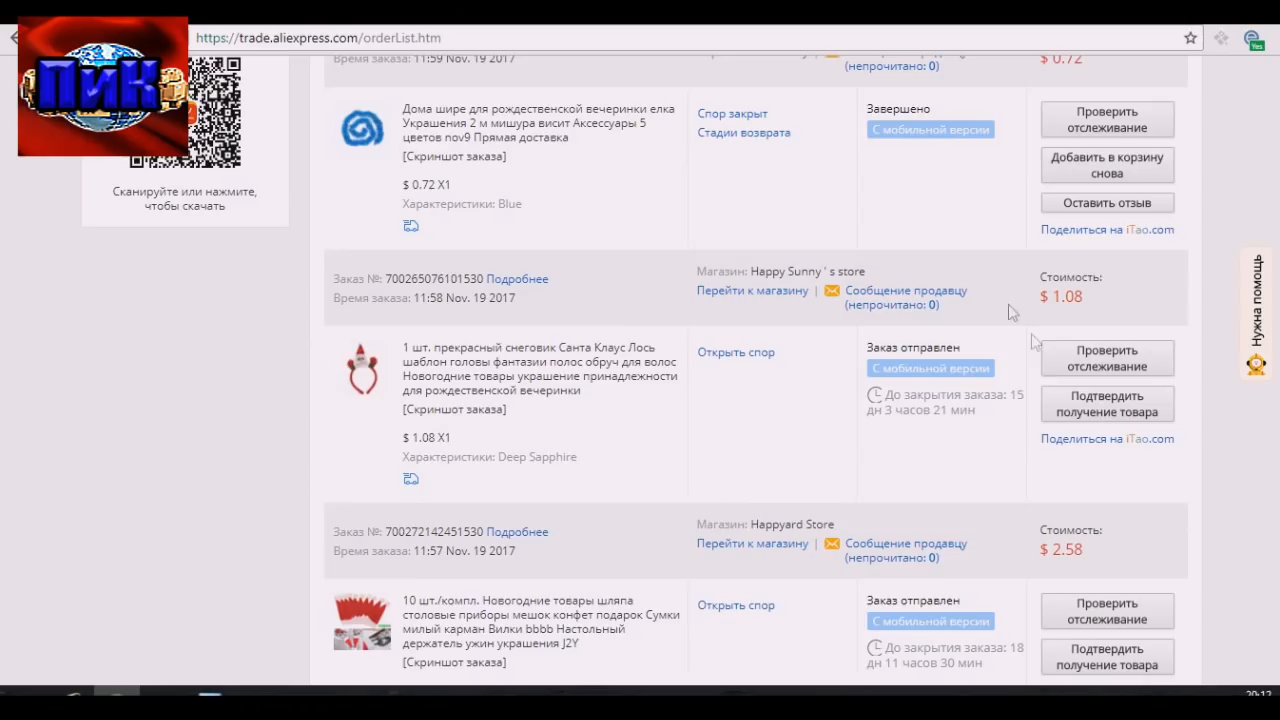 https://trade.aliexpress.com/orderList.htm
Yes
ПиК
Сканируйте или нажмите,
чтобы скачать
11:59 Nov. 19 2017
(непрочитано: 0)
$ 0.72
Дома шире для рождественской вечеринки елка
Украшения 2 м мишура висит Аксессуары 5
цветов nov9 Прямая доставка
[Скриншот заказа]
$ 0.72 X1
Характеристики: Blue
Спор закрыт
Стадии возврата
Завершено
С мобильной версии
Проверить
отслеживание
Добавить в корзину
снова
Оставить отзыв
Поделиться на iTao.com
Заказ №: 700265076101530 Подробнее
Время заказа: 11:58 Nov. 19 2017
Магазин: Happy Sunny ' s store
Перейти к магазину | Сообщение продавцу
(непрочитано: 0)
Стоимость:
$ 1.08
1 шт. прекрасный снеговик Санта Клаус Лось
шаблон головы фантазии полос обруч для волос
Новогодние товары украшение принадлежности
для рождественской вечеринки
[Скриншот заказа]
$ 1.08 X1
Характеристики: Deep Sapphire
Открыть спор
Заказ отправлен
С мобильной версии
До закрытия заказа: 15
дн 3 часов 21 мин
Проверить
отслеживание
Подтвердить
получение товара
Поделиться на iTao.com
Заказ №: 700272142451530 Подробнее
Время заказа: 11:57 Nov. 19 2017
Магазин: Happyard Store
Перейти к магазину | Сообщение продавцу
(непрочитано: 0)
Стоимость:
$ 2.58
10 шт./компл. Новогодние товары шляпа
столовые приборы мешок конфет подарок Сумки
милый карман Вилки bbbb Настольный
держатель ужин украшения J2Y
[Скриншот заказа]
Открыть спор
Заказ отправлен
С мобильной версии
До закрытия заказа: 18
дн 11 часов 30 мин
Проверить
отслеживание
Подтвердить
получение товара
Нужна помощь
20:12